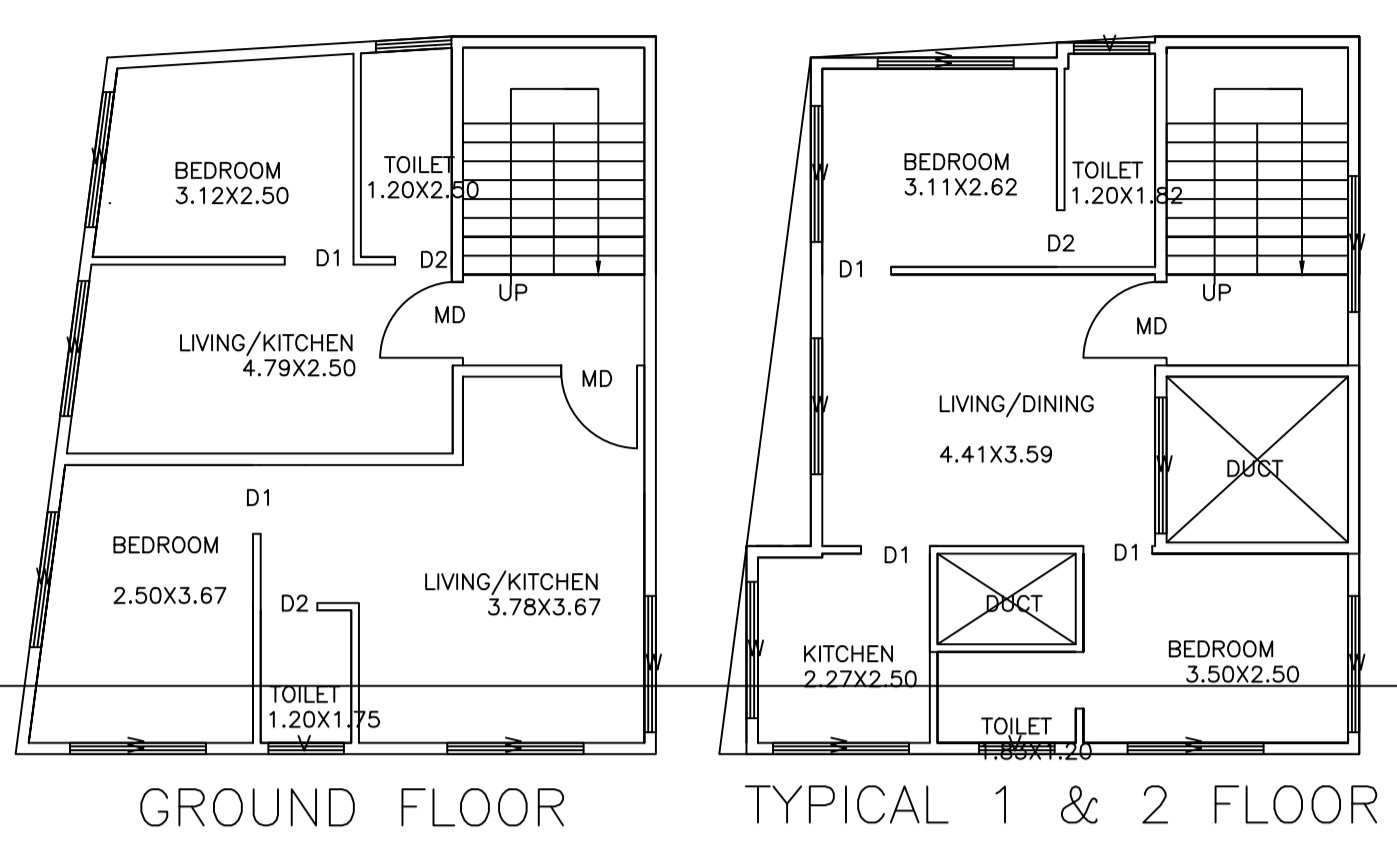 BEDROOM
3.12X2.50
TOILET
1.20X2.50
D1
D2
UP
MD
LIVING/KITCHEN
4.79X2.50
MD
D1
BEDROOM
2.50X3.67
D2
LIVING/KITCHEN
3.78X3.67
TOILET
1.20X1.75
W
W
W
W
W
V
W
GROUND FLOOR
V
W
BEDROOM
3.11X2.62
TOILET
1.20X1.82
W
W
D2
D1
UP
MD
LIVING/DINING
4.41X3.59
W
W
DUCT
D1
D1
DUCT
KITCHEN
2.27X2.50
BEDROOM
3.50X2.50
W
W
TOILET
1.83X1.20
W
V
W
TYPICAL 1 & 2 FLOOR